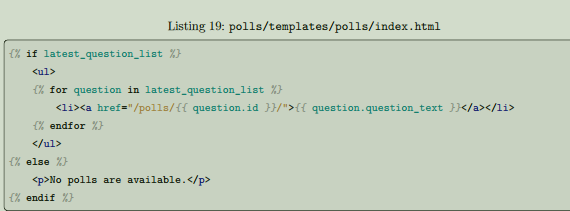 Listing 19: polls/templates/polls/index.html
{% if latest_question_list %}
    <ul>
    {% for question in latest_question_list %}
        <li><a href="/polls/{{ question.id }}/">{{ question.question_text }}</a></li>
    {% endfor %}
    </ul>
{% else %}
    <p>No polls are available.</p>
{% endif %}